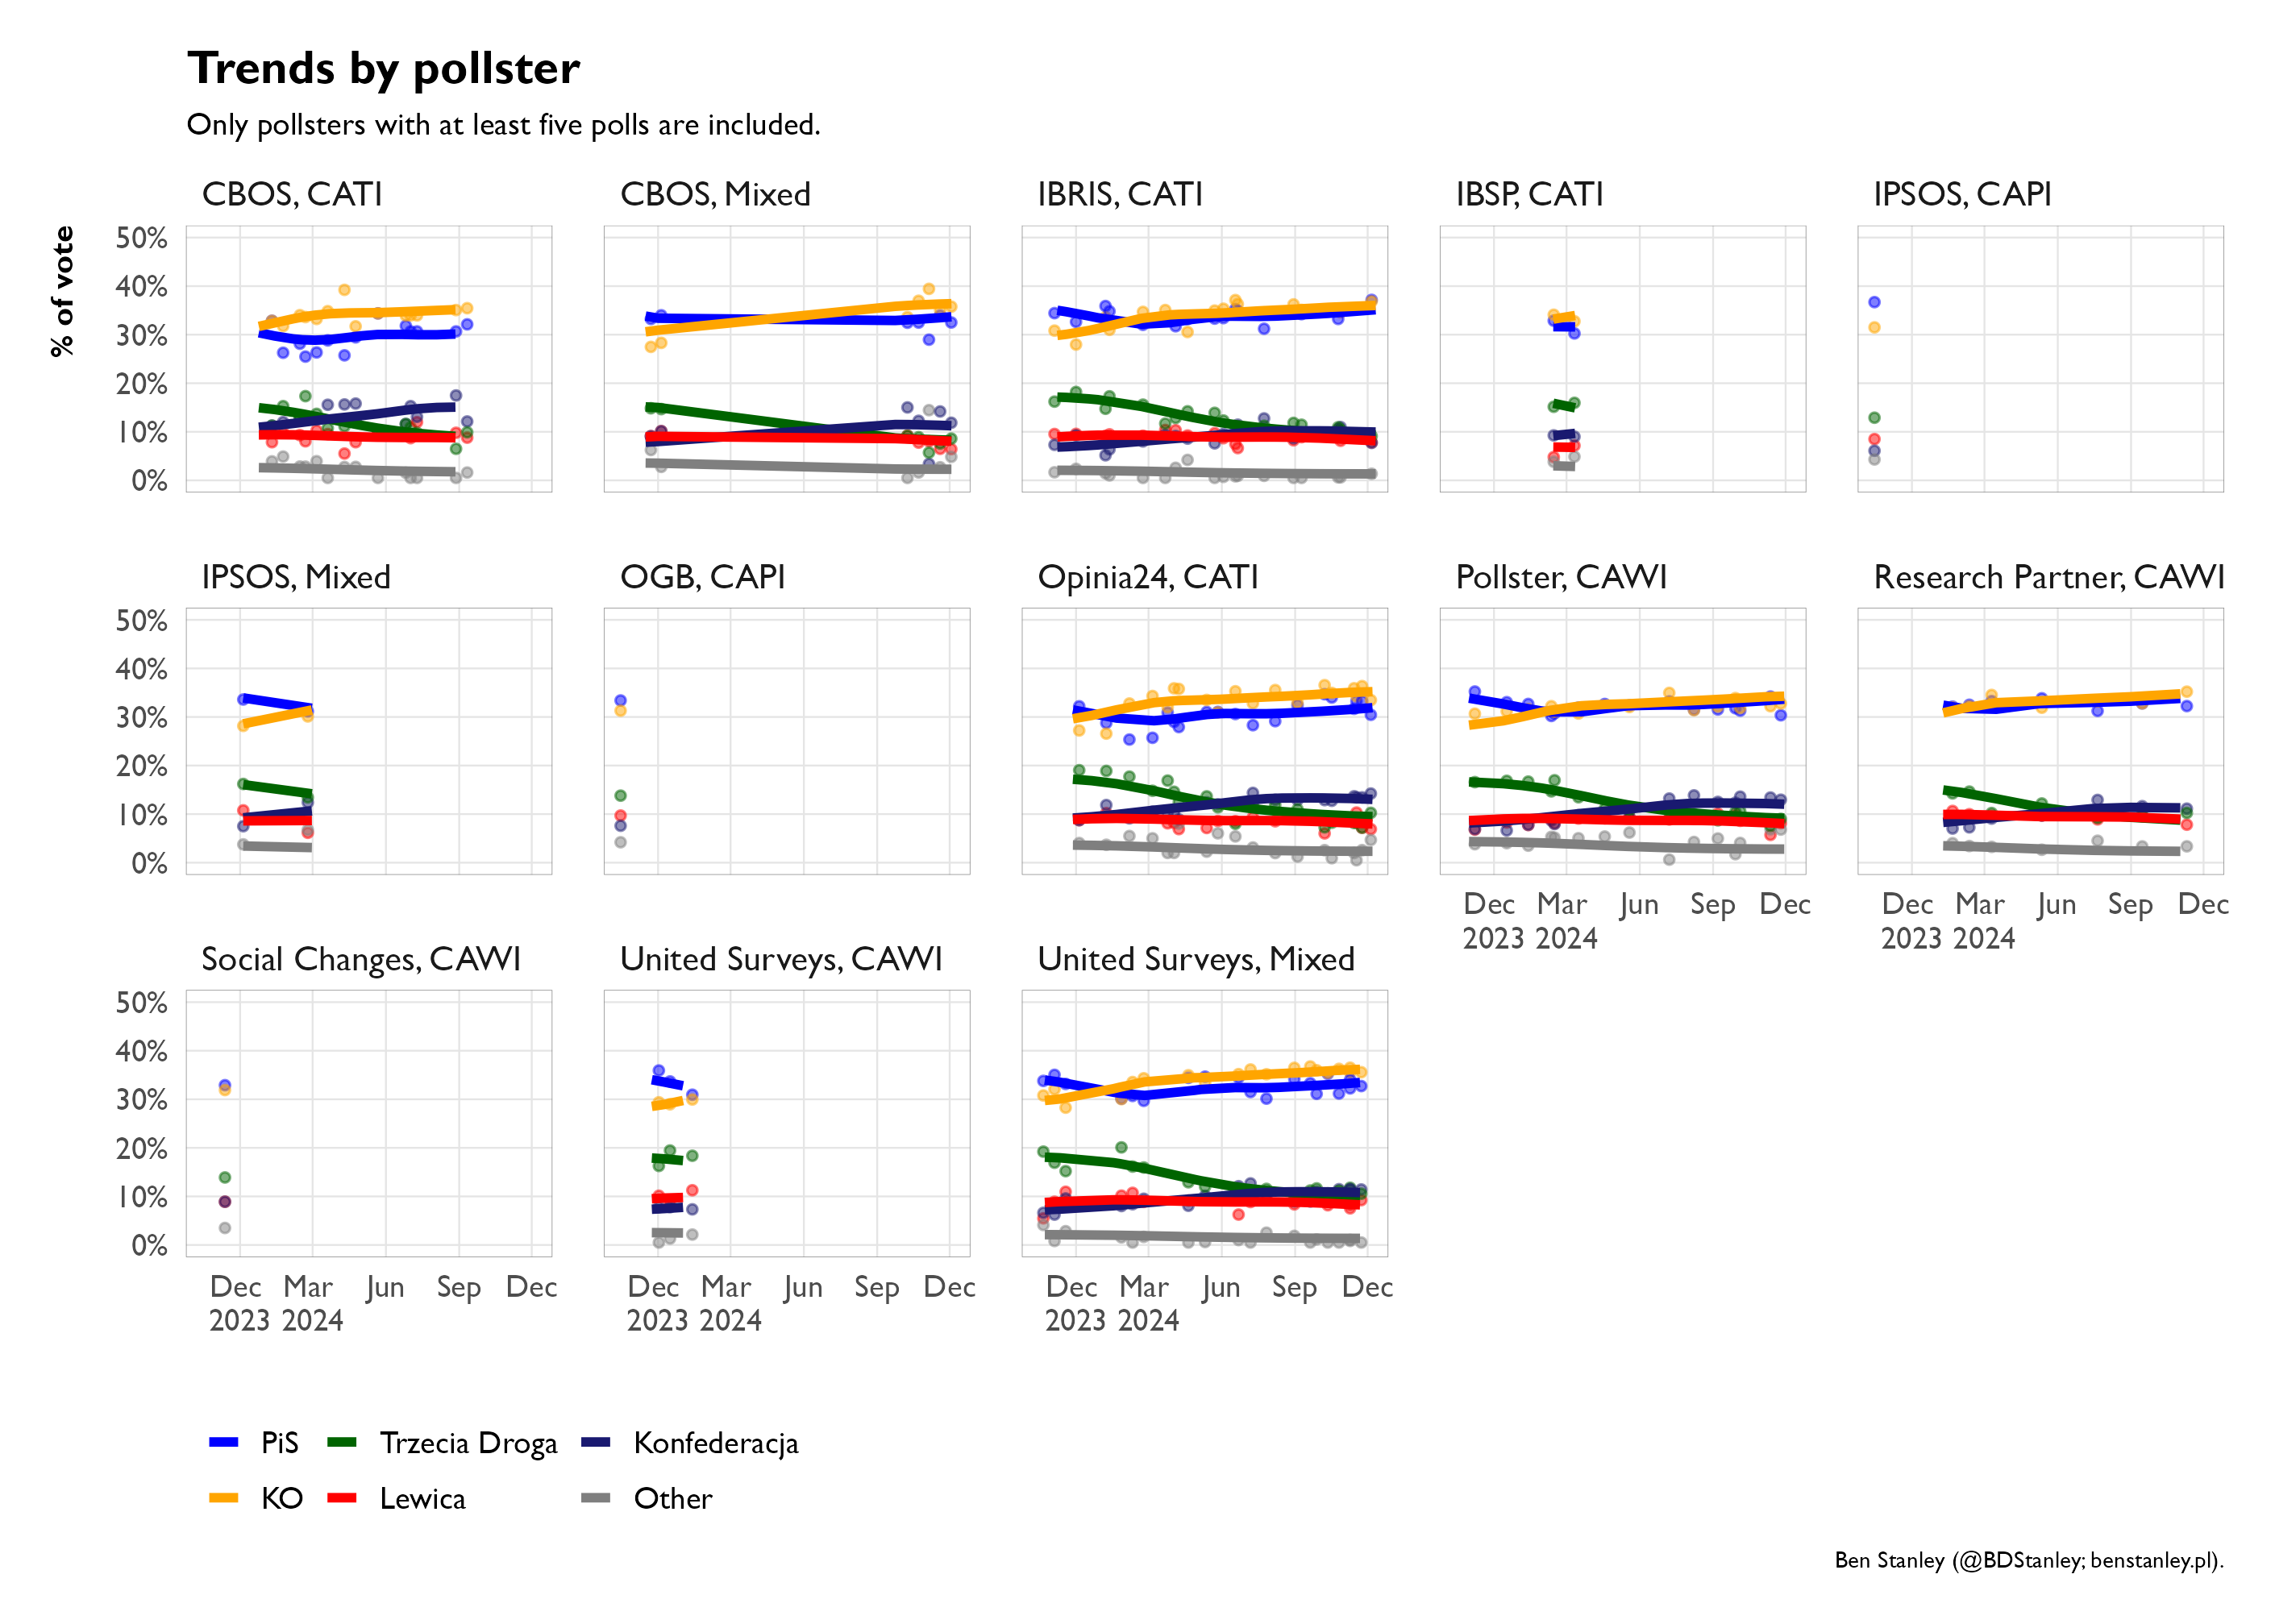 Trends by pollster
Only pollsters with at least five polls are included.
CBOS, CATI
CBOS, Mixed
IBRIS, CATI
IBSP, CATI
IPSOS, CAPI
% of vote
50%
40%
30%
20%
10%
0%
IPSOS, Mixed
OGB, CAPI
Opinia24, CATI
Pollster, CAWI
Research Partner, CAWI
50%
40%
30%
20%
10%
0%
Dec Mar Jun Sep Dec
2023 2024
Dec Mar Jun Sep Dec
2023 2024
Social Changes, CAWI
United Surveys, CAWI
United Surveys, Mixed
50%
40%
30%
20%
10%
0%
Dec Mar Jun Sep Dec
2023 2024
Dec Mar Jun Sep Dec
2023 2024
Dec Mar Jun Sep Dec
2023 2024
PiS Trzecia Droga Konfederacja
KO Lewica Other
Ben Stanley (@BDStanley; benstanley.pl).